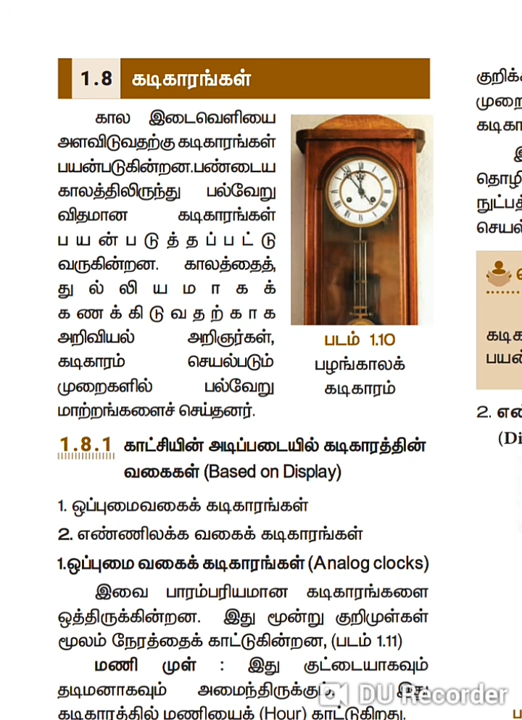 1.8 கடிகாரங்கள்
கால இடைவெளியை
அளவிடுவதற்கு கடிகாரங்கள்
பயன்படுகின்றன.பண்டைய
காலத்திலிருந்து பல்வேறு
விதமான கடிகாரங்கள்
பயன்படுத்தப்பட்டு
வருகின்றன. காலத்தைத்,
துல்லியமாகக்
கணக்கிடுவதற்காக
அறிவியல் அறிஞர்கள்,
கடிகாரம் செயல்படும்
முறைகளில் பல்வேறு
மாற்றங்களைச் செய்தனர்.
படம் 1.10
பழங்காலக்
கடிகாரம்
1.8.1 காட்சியின் அடிப்படையில் கடிகாரத்தின்
வகைகள் (Based on Display)
1. ஒப்புமைவகைக் கடிகாரங்கள்
2. எண்ணிலக்க வகைக் கடிகாரங்கள்
1.ஒப்புமை வகைக் கடிகாரங்கள் (Analog clocks)
இவை பாரம்பரியமான கடிகாரங்களை
ஒத்திருக்கின்றன. இது மூன்று குறிமுள்கள்
மூலம் நேரத்தைக் காட்டுகின்றன, (படம் 1.11)
மணி முள் : இது குட்டையாகவும்
தடிமனாகவும் அமைந்திருக்கும். இது
கடிகாரத்தில் மணியைக் (Hour) காட்டுகிறது.
2.
DU Recorder